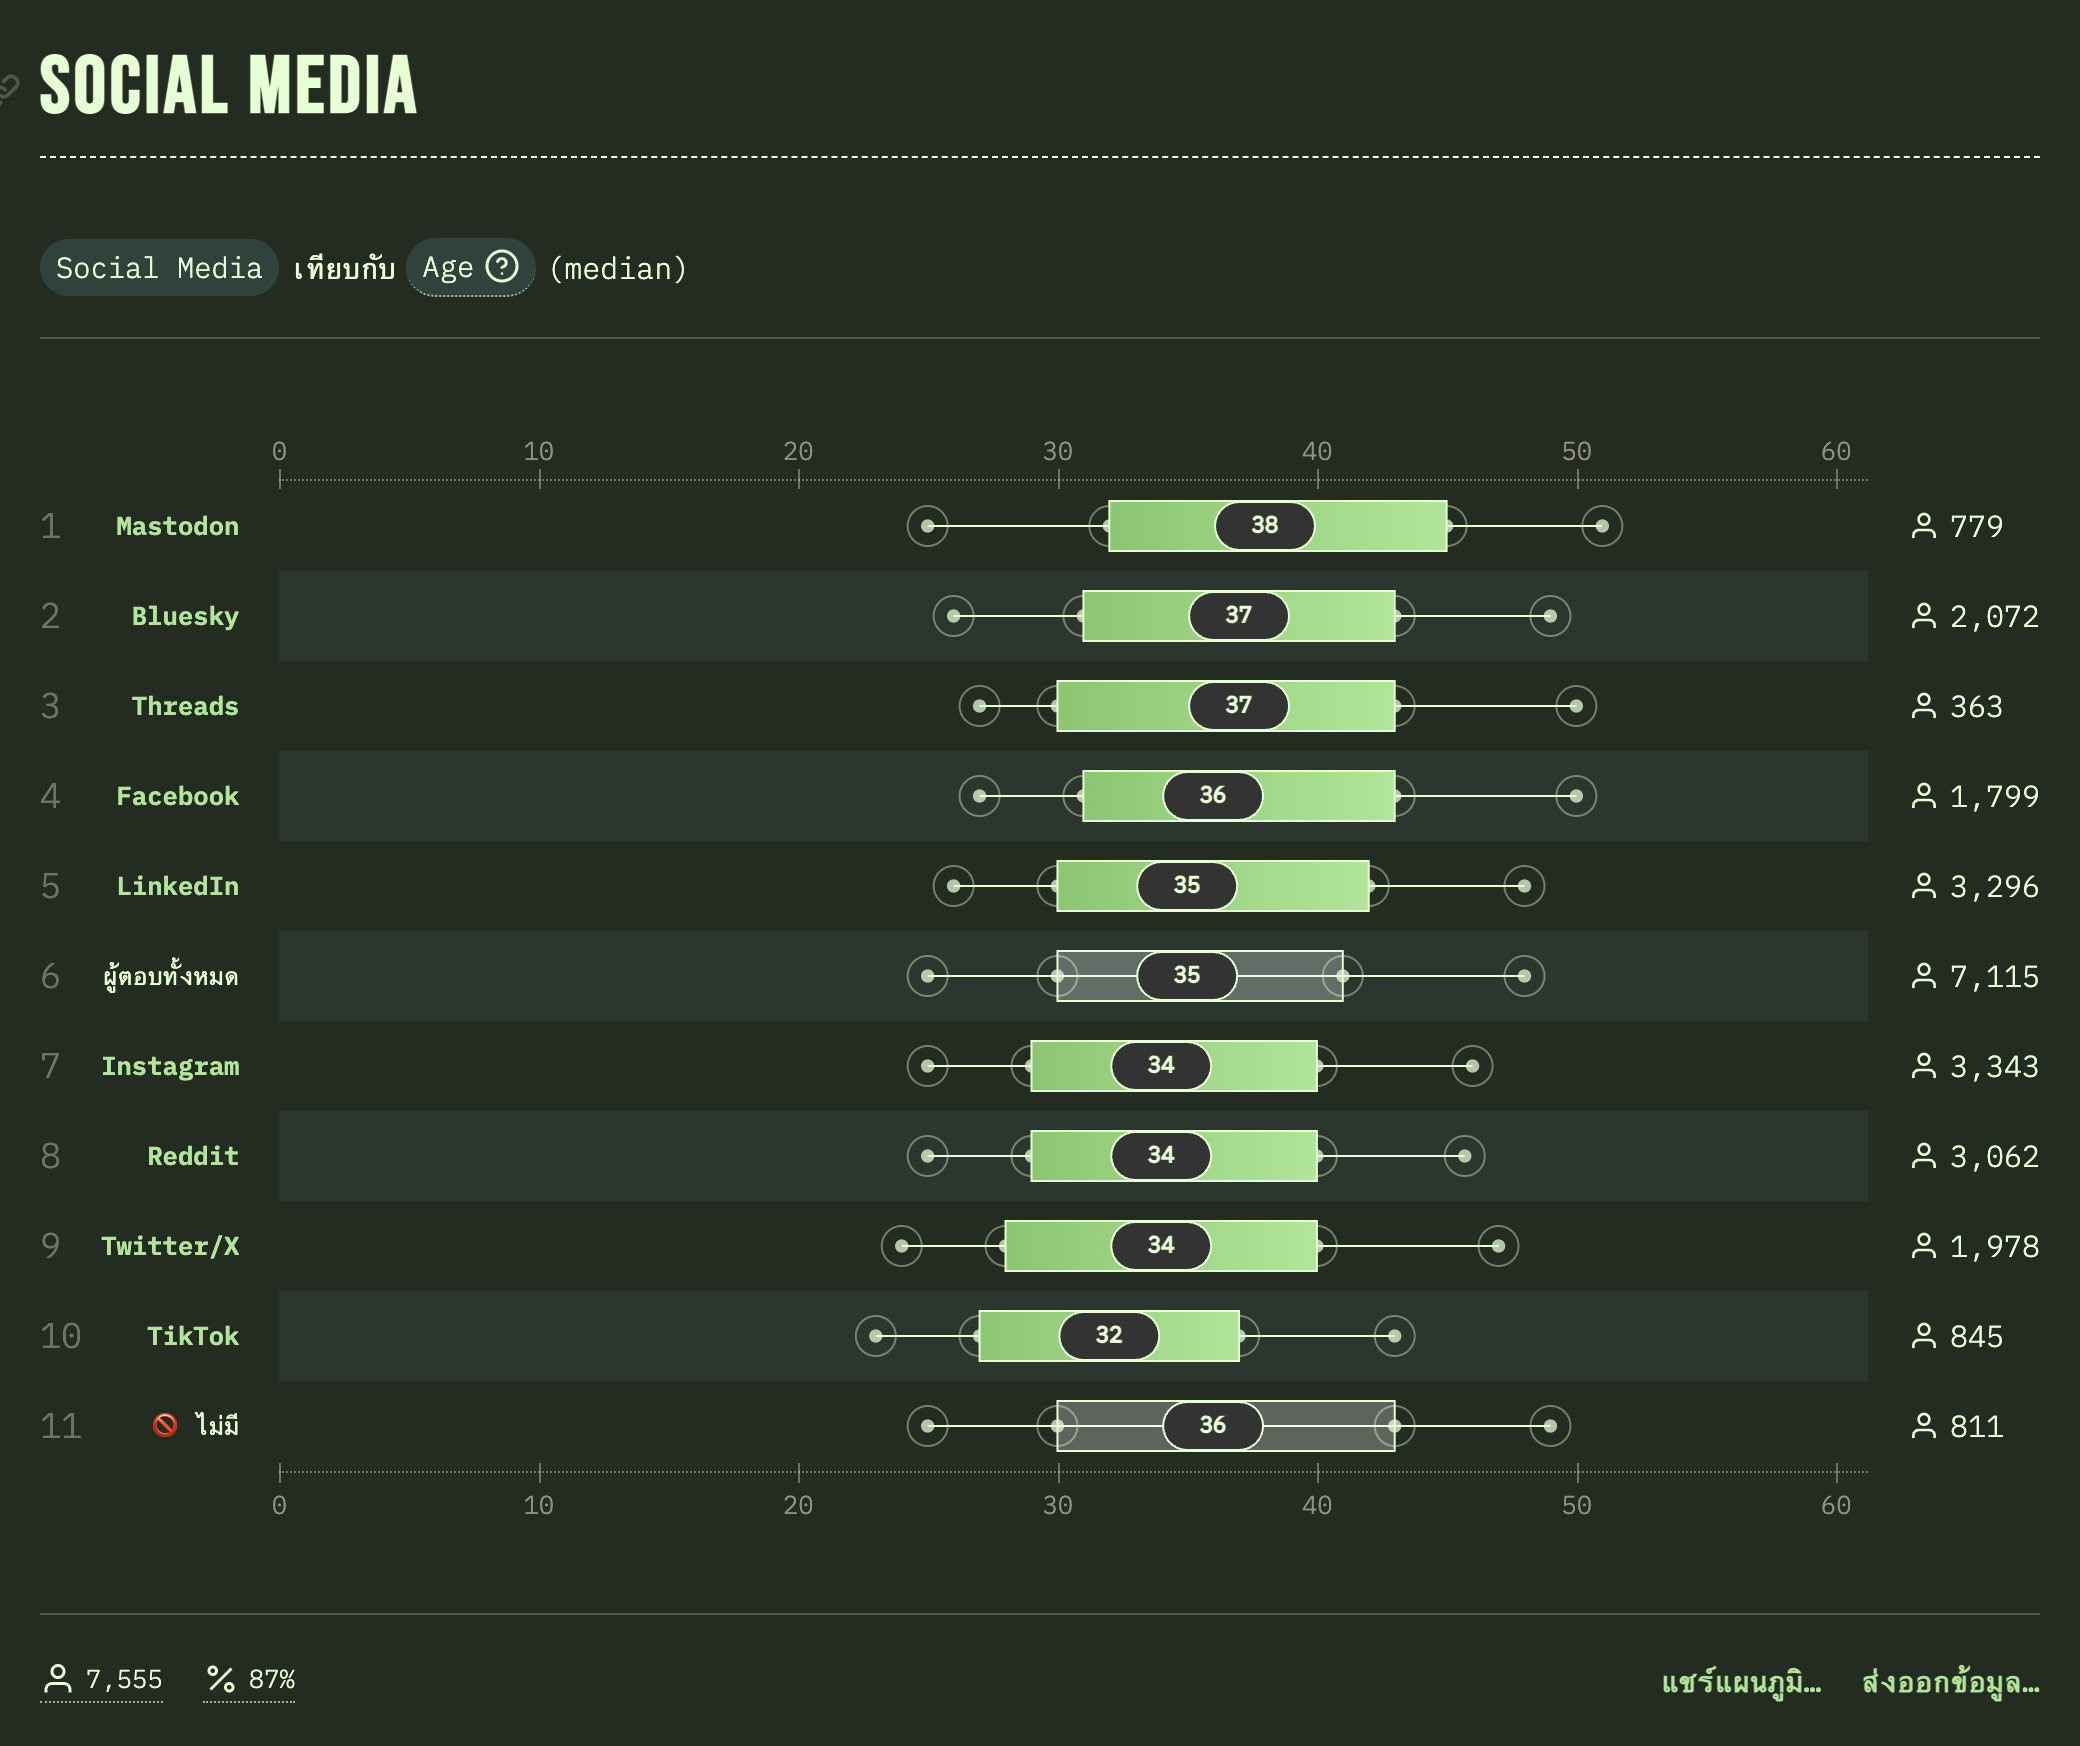 SOCIAL MEDIA
Social Media เทียบกับ Age (median)
0 10 20 30 40 50 60
1 Mastodon 38 779
2 Bluesky 37 2,072
3 Threads 37 363
4 Facebook 36 1,799
5 LinkedIn 35 3,296
6 ผู้ตอบทั้งหมด 35 7,115
7 Instagram 34 3,343
8 Reddit 34 3,062
9 Twitter/X 34 1,978
10 TikTok 32 845
11 ไม่มี 36 811
0 10 20 30 40 50 60
7,555 87% แชร์แผนภูมิ… ส่งออกข้อมูล…